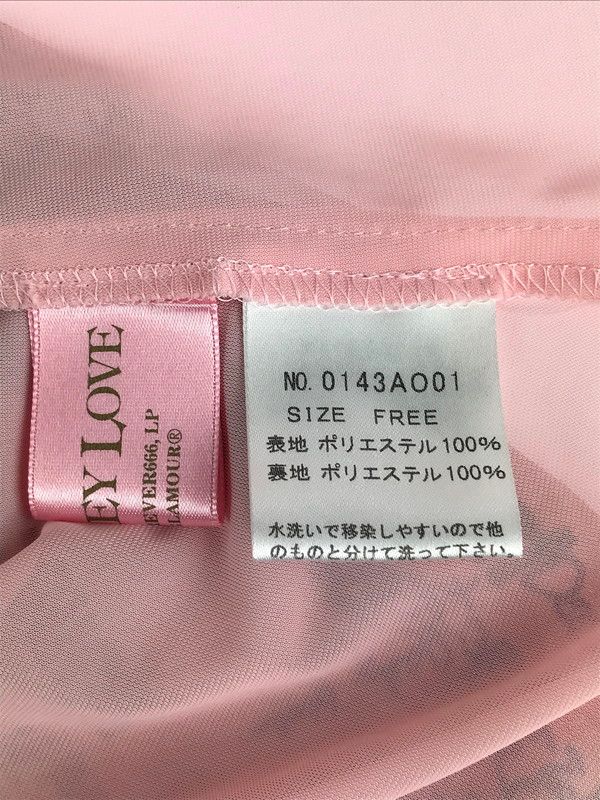 EY LOVE
EVER666, LP
LAMOUR®
NO. 0143AO01
SIZE FREE
表地 ポリエステル100%
裏地 ポリエステル100%
水洗いで移染しやすいので他
のものと分けて洗って下さい。